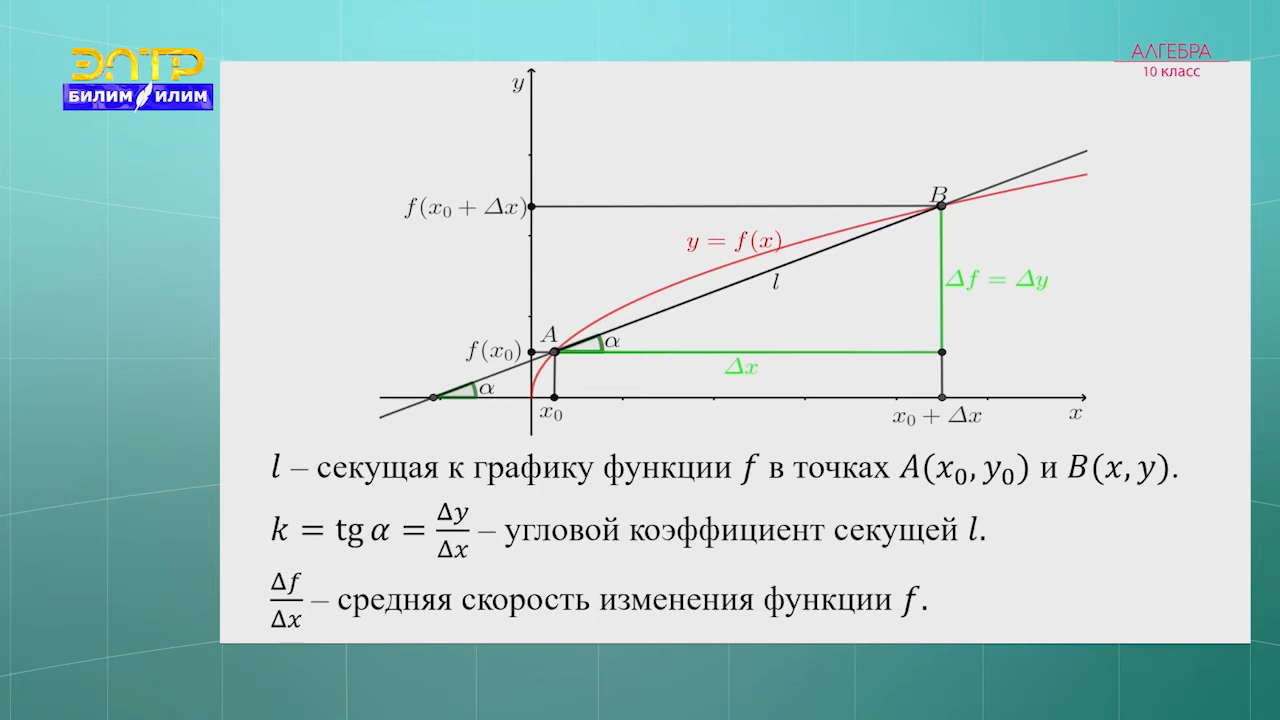 ЭЛТР
БИЛИМ ИЛИМ
АЛГЕБРА
10 класс
y
f(x₀ + Δx)
B
y = f(x)
l
Δf = Δy
A
α
f(x₀)
Δx
α
x₀
x₀ + Δx
x
l – секущая к графику функции f в точках A(x₀, y₀) и B(x, y).
k = tg α = Δy/Δx – угловой коэффициент секущей l.
Δf/Δx – средняя скорость изменения функции f.